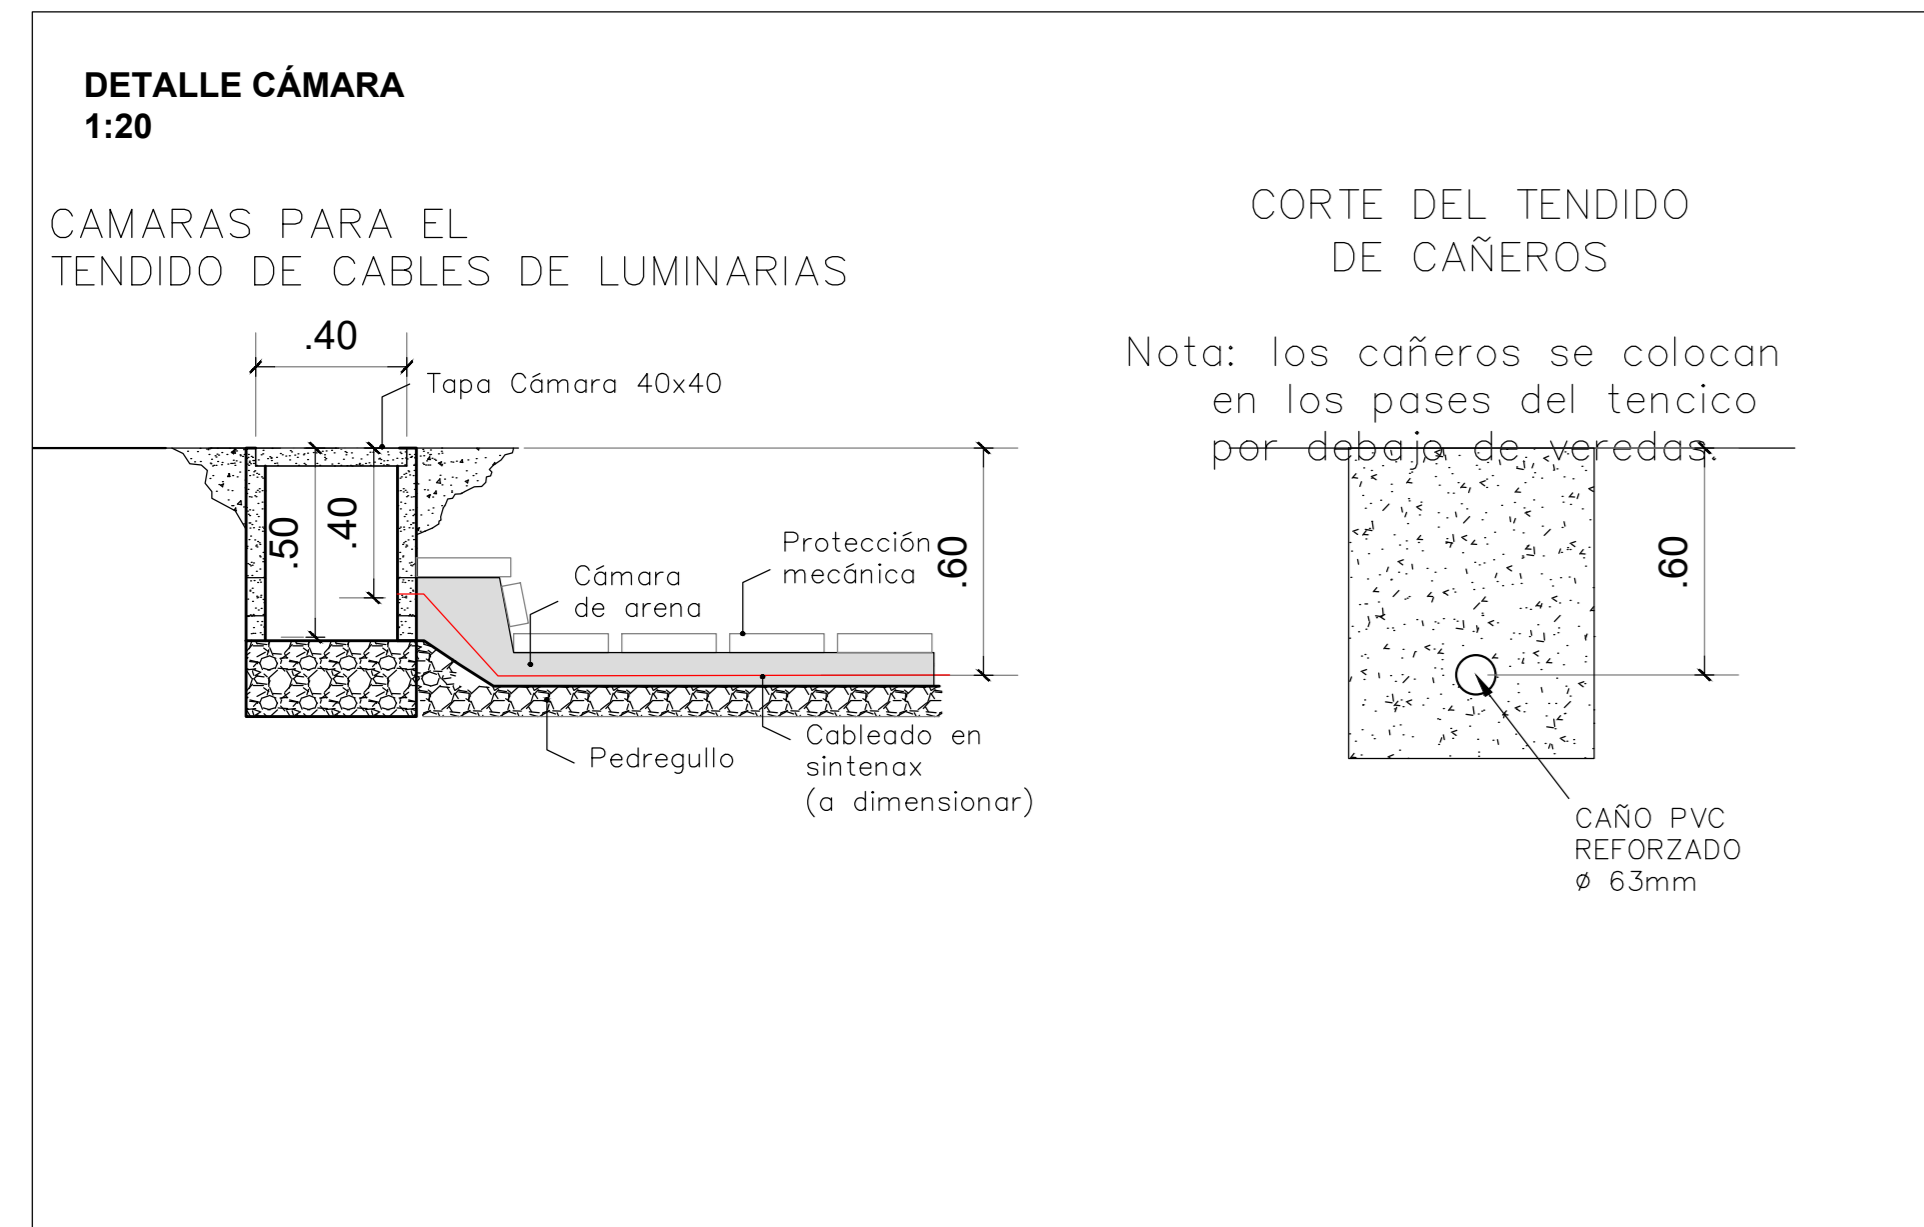 DETALLE CÁMARA
1:20
CAMARAS PARA EL
TENDIDO DE CABLES DE LUMINARIAS
.40
Tapa Cámara 40x40
.50
.40
Cámara
de arena
Protección
mecánica
.60
Pedregullo
Cableado en
sintenax
(a dimensionar)
CORTE DEL TENDIDO
DE CAÑEROS
Nota: los cañeros se colocan
en los pases del tencico
por debajo de veredas.
.60
CAÑO PVC
REFORZADO
ø 63mm